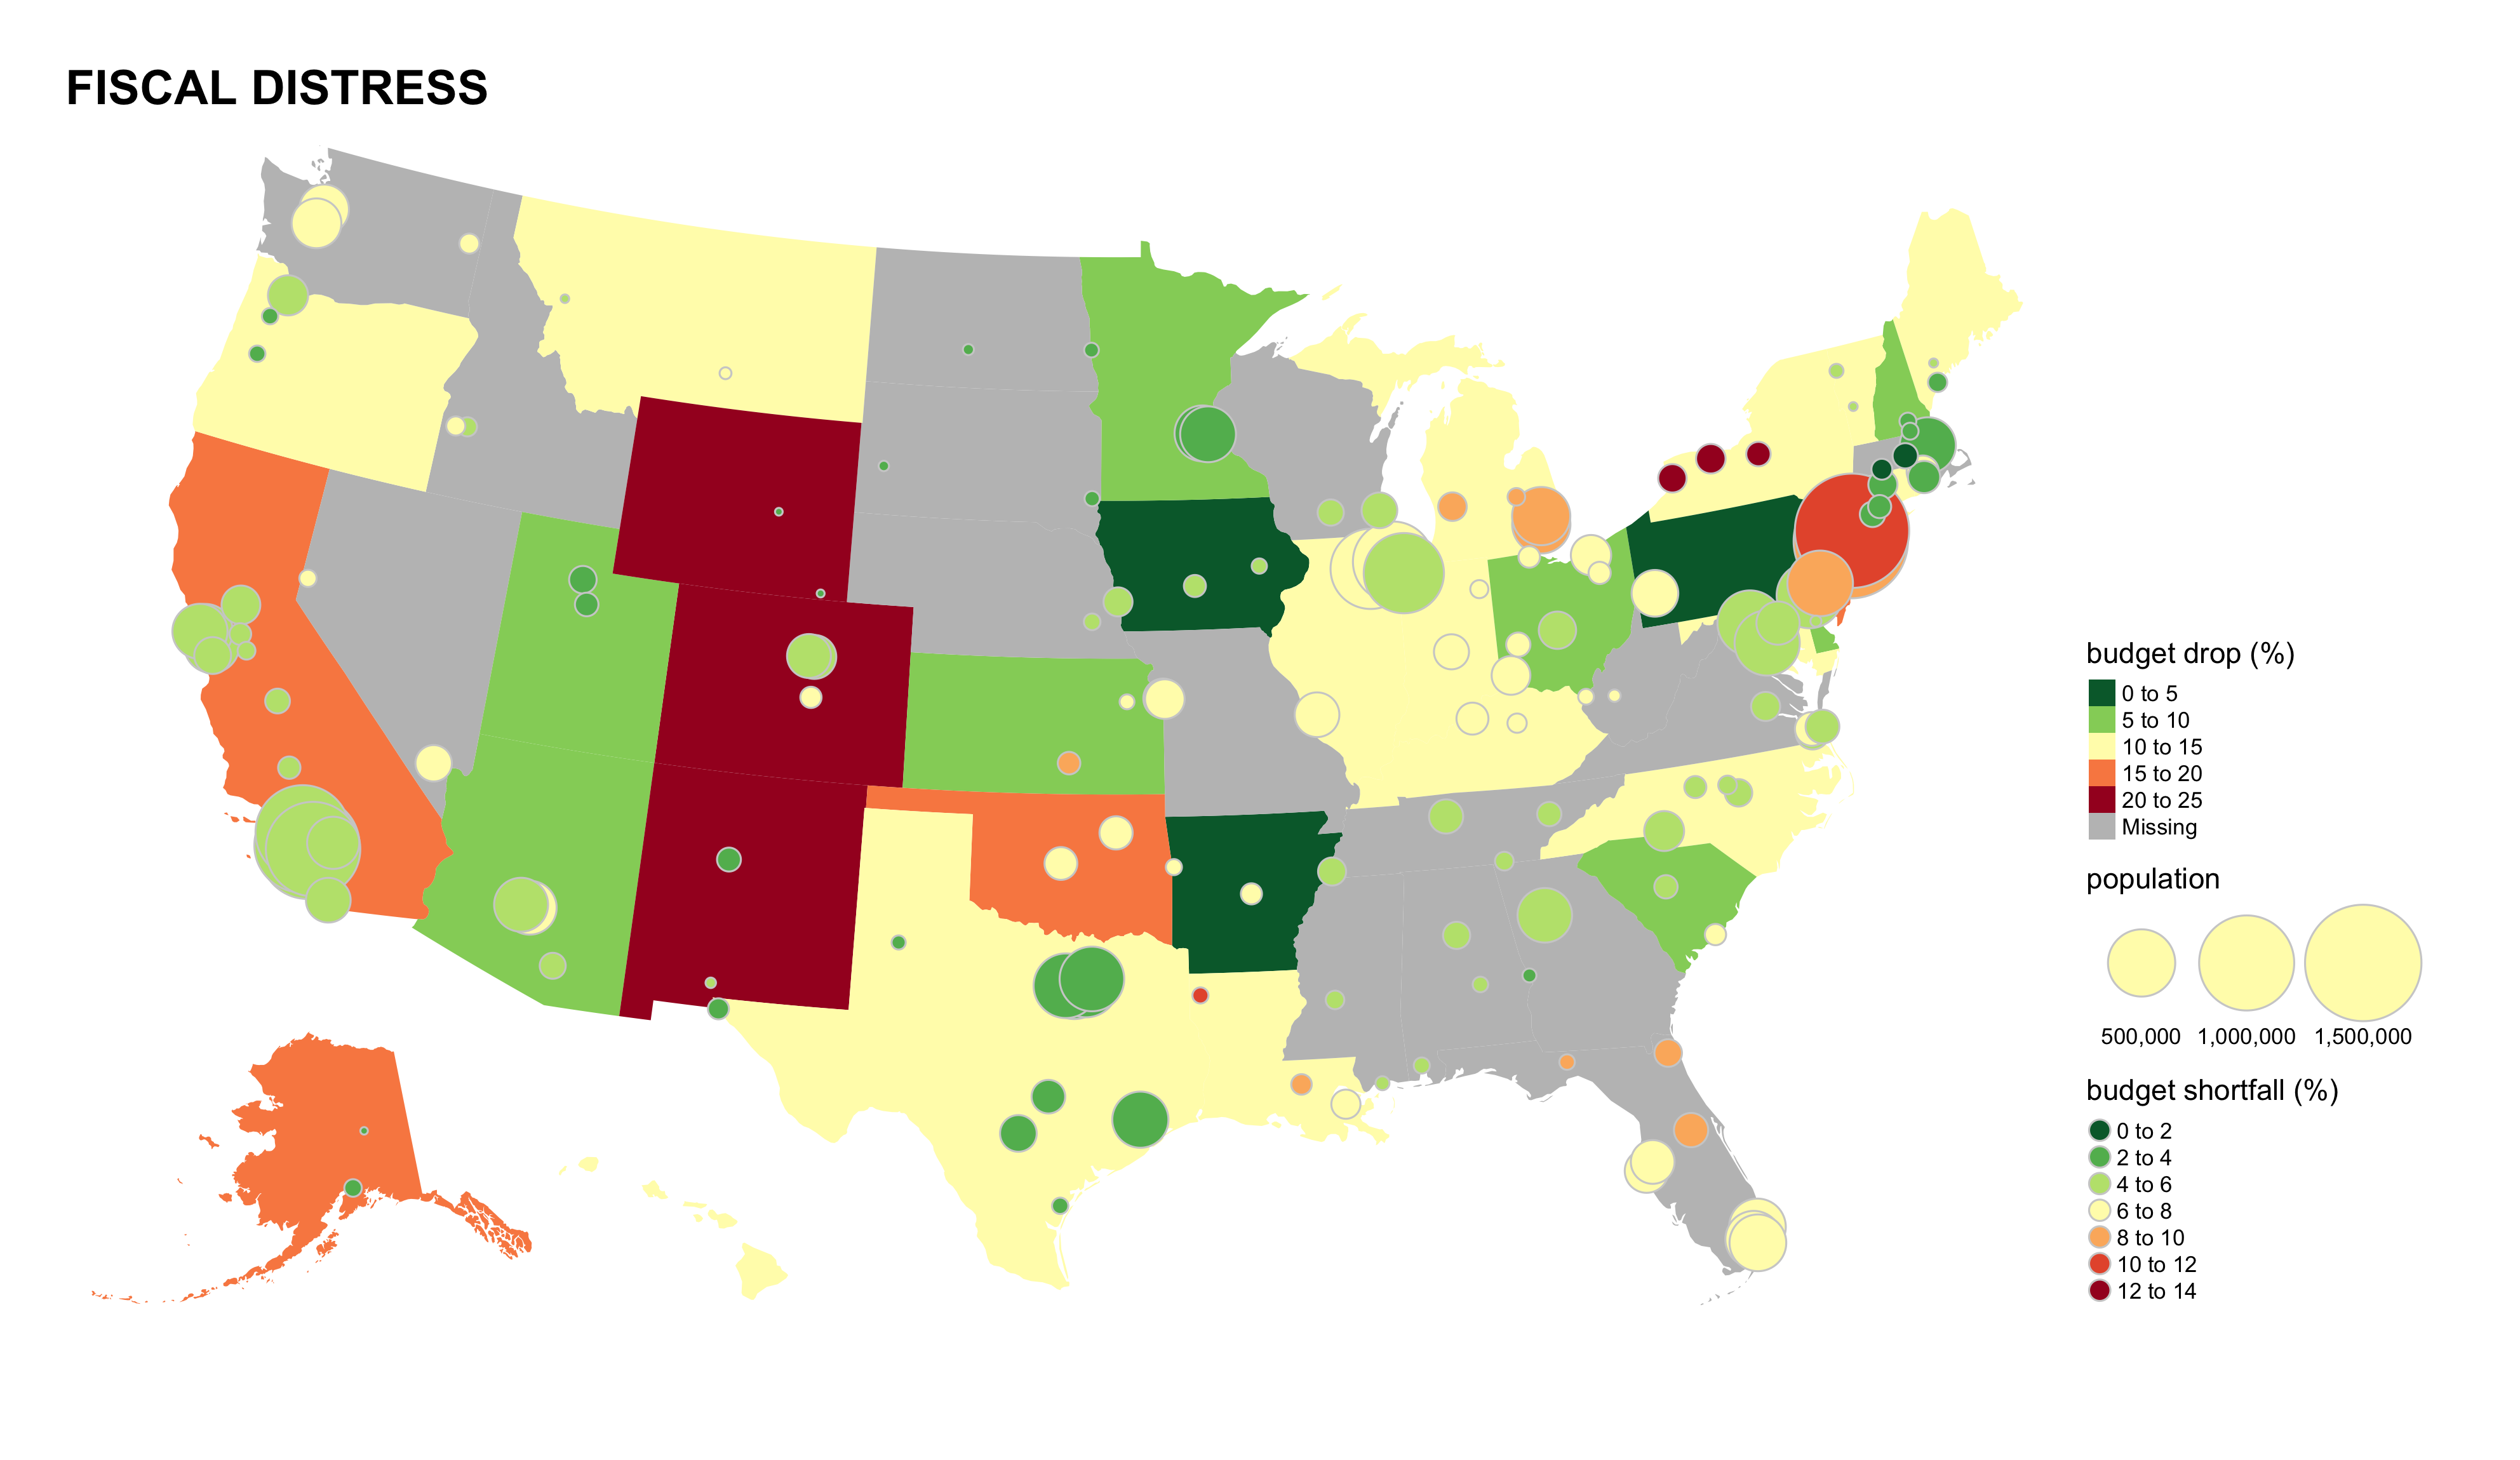 FISCAL DISTRESS
budget drop (%)
0 to 5
5 to 10
10 to 15
15 to 20
20 to 25
Missing
population
500,000 1,000,000 1,500,000
budget shortfall (%)
0 to 2
2 to 4
4 to 6
6 to 8
8 to 10
10 to 12
12 to 14